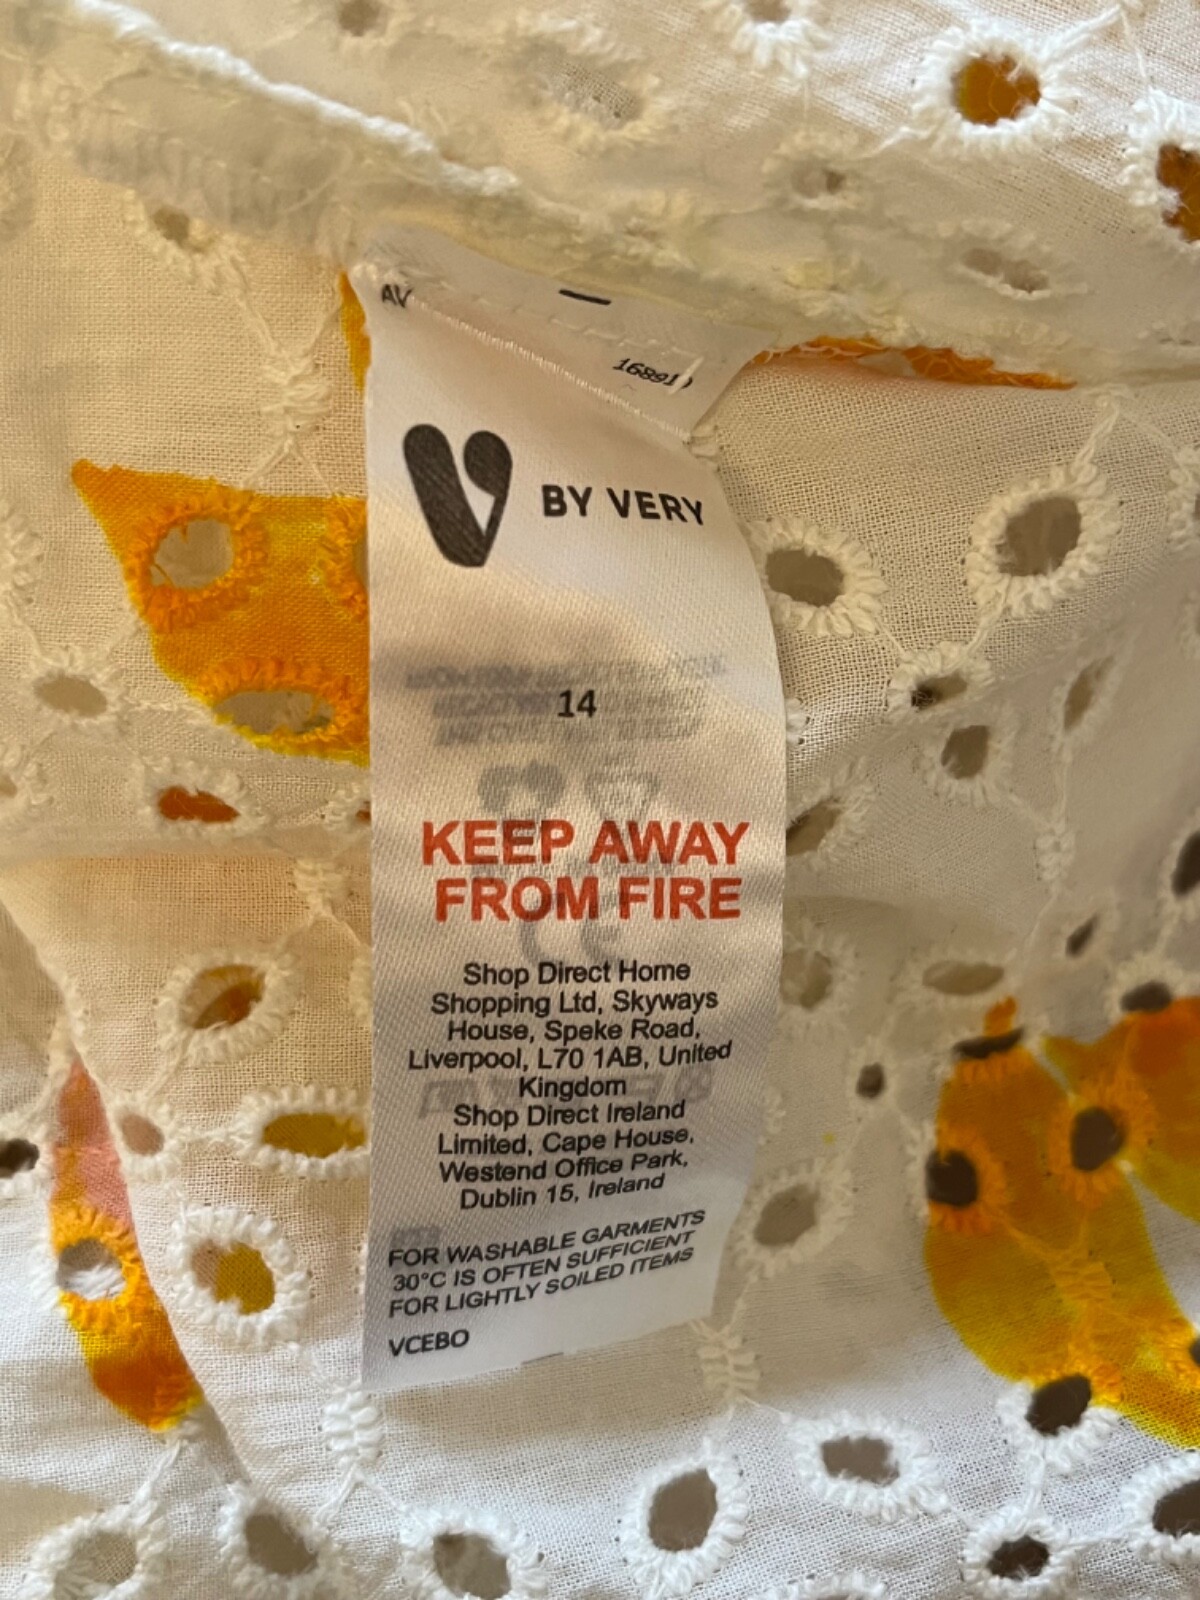 AV
V BY VERY
14
KEEP AWAY
FROM FIRE
Shop Direct Home
Shopping Ltd, Skyways
House, Speke Road,
Liverpool, L70 1AB, United
Kingdom
Shop Direct Ireland
Limited, Cape House,
Westend Office Park,
Dublin 15, Ireland
FOR WASHABLE GARMENTS
30°C IS OFTEN SUFFICIENT
FOR LIGHTLY SOILED ITEMS
VCEBO